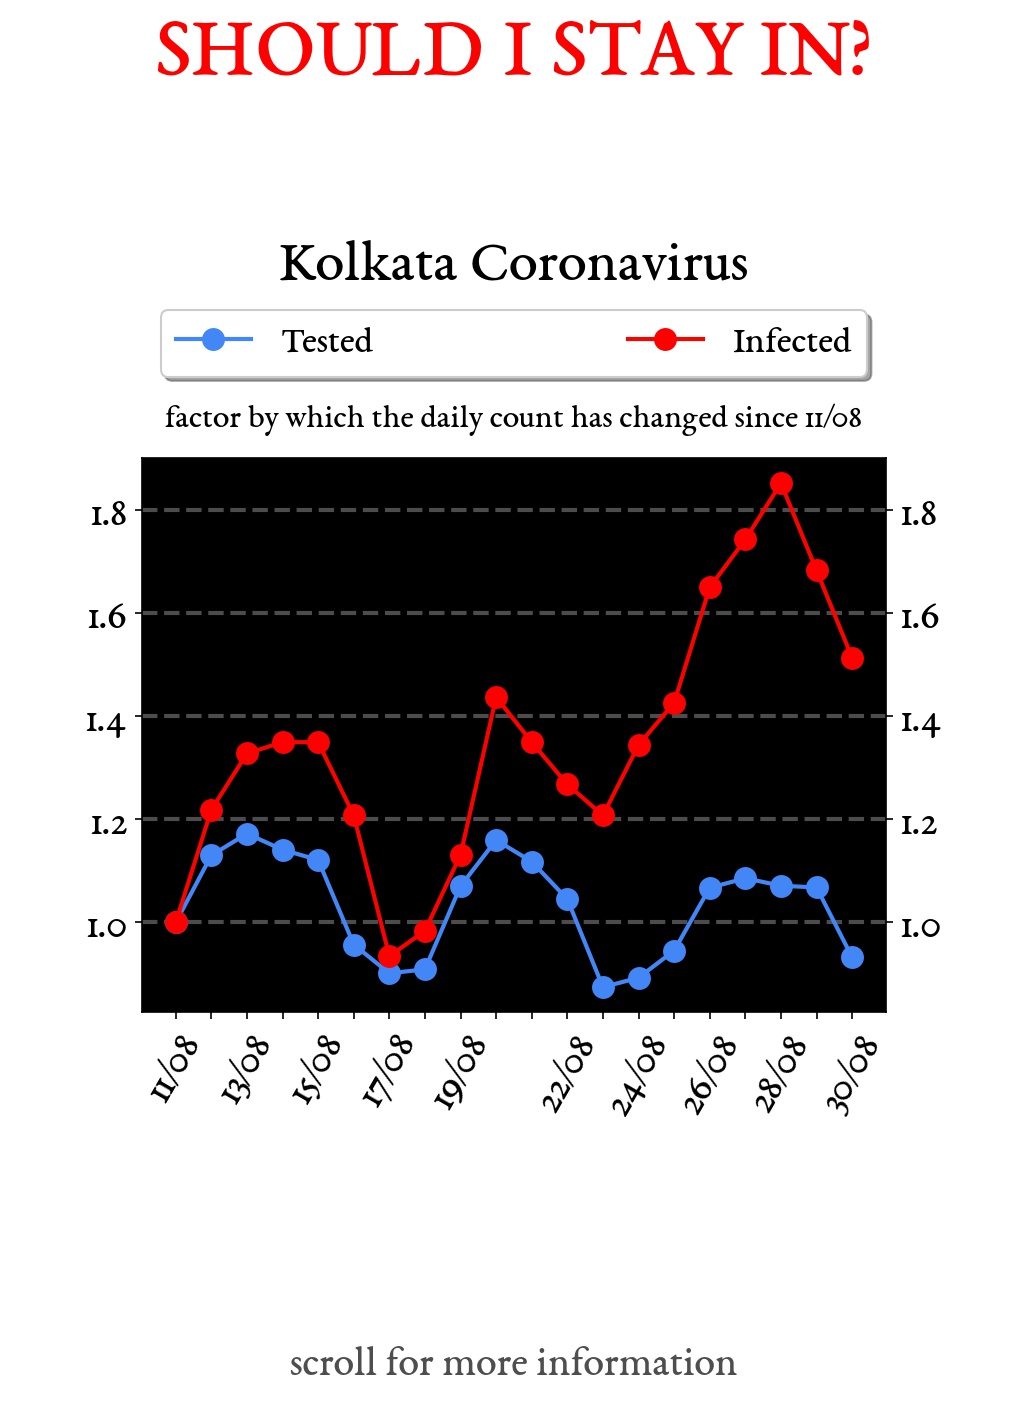 SHOULD I STAY IN?
Kolkata Coronavirus
Tested Infected
factor by which the daily count has changed since 11/08
1.8 1.8
1.6 1.6
1.4 1.4
1.2 1.2
1.0 1.0
11/08 13/08 15/08 17/08 19/08 22/08 24/08 26/08 28/08 30/08
scroll for more information